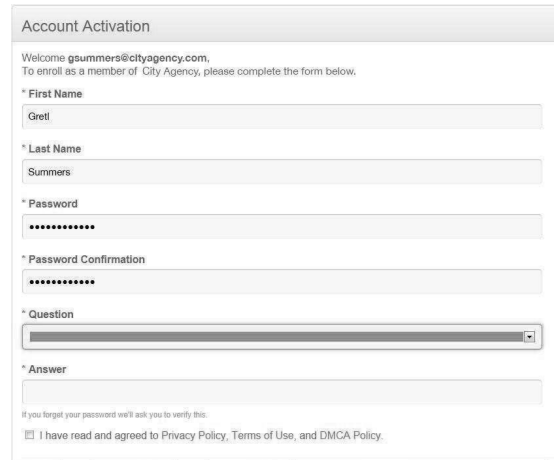 Account Activation
Welcome gsummers@cityagency.com,
To enroll as a member of City Agency, please complete the form below.
* First Name
Gretl
* Last Name
Summers
* Password
••••••••••••
* Password Confirmation
••••••••••••
* Question
* Answer
If you forget your password we'll ask you to verify this.
I have read and agreed to Privacy Policy, Terms of Use, and DMCA Policy.